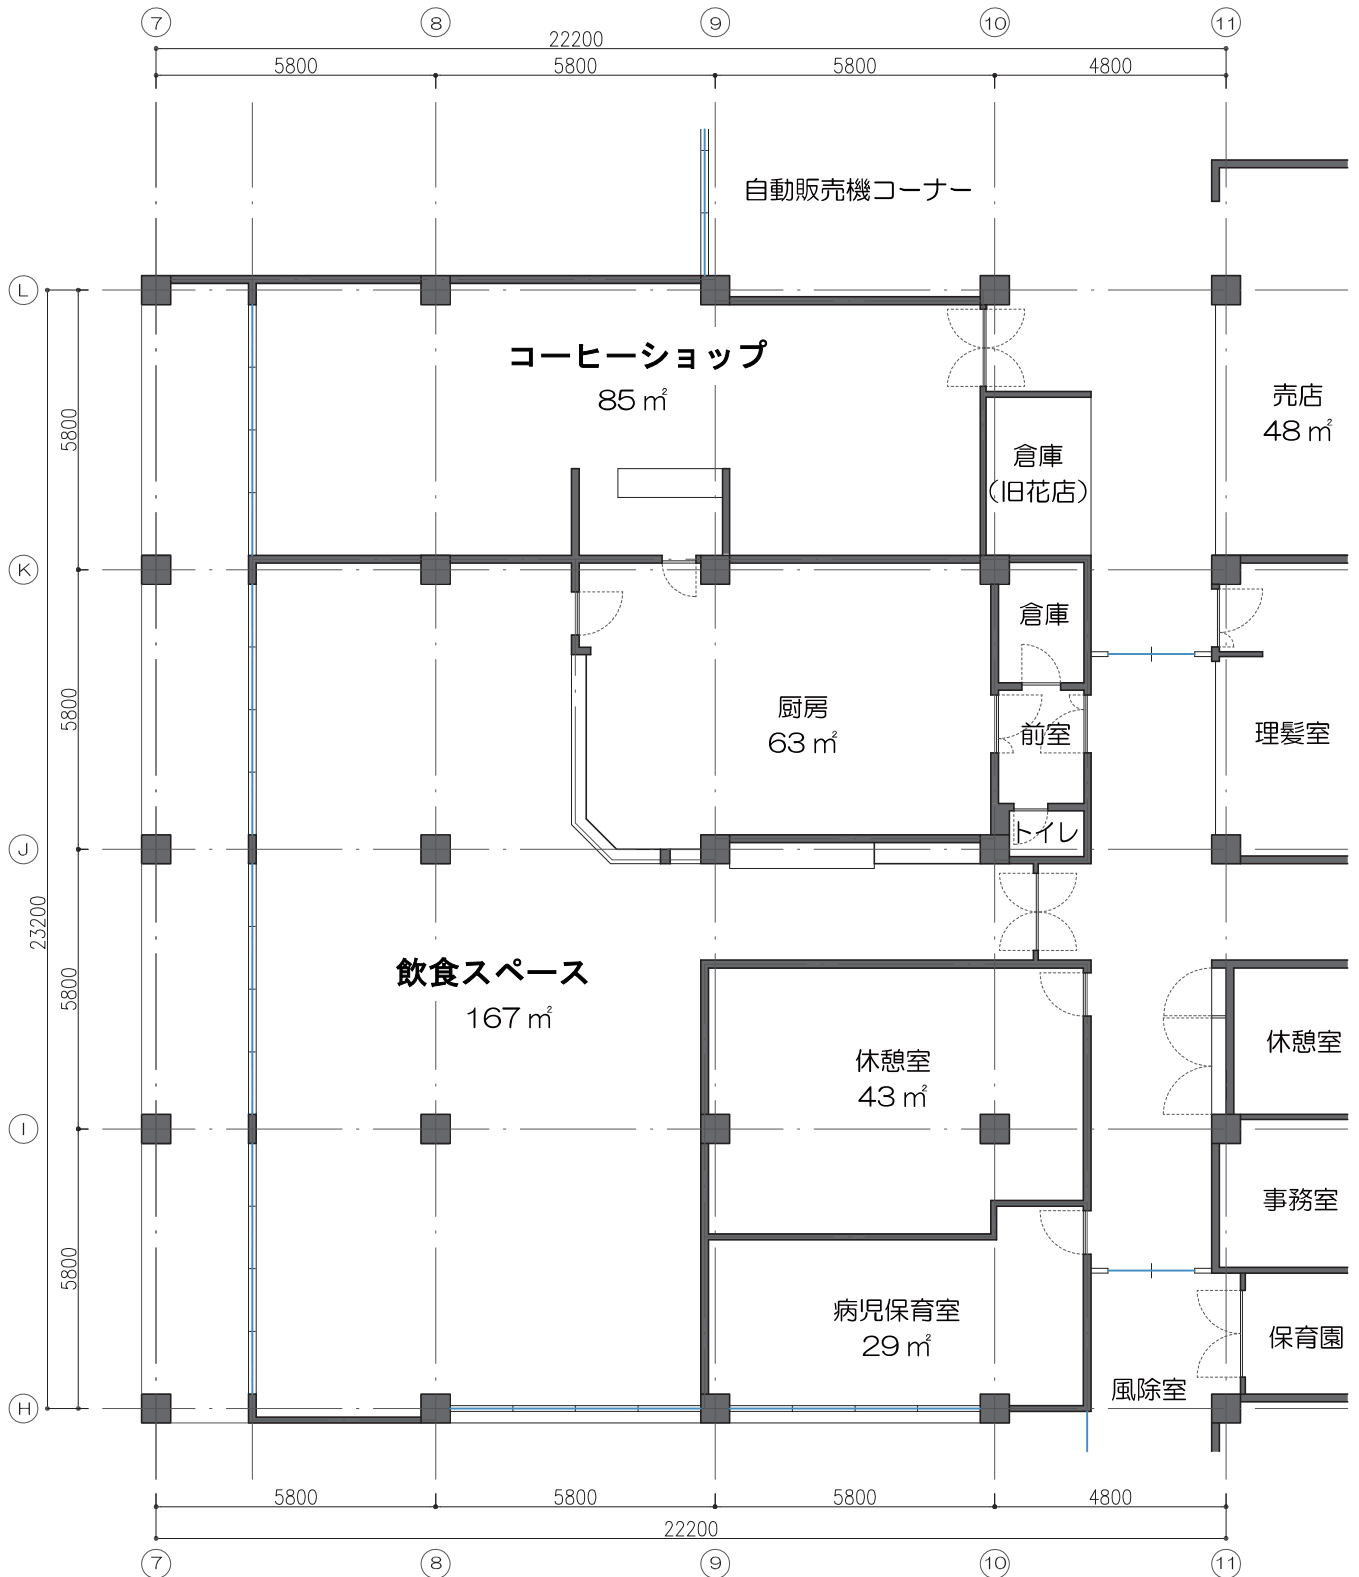 7 8 9 10 11
22200
5800 5800 5800 4800
自動販売機コーナー
L
コーヒーショップ
85㎡
売店
48㎡
5800
倉庫
（旧花店）
K
倉庫
厨房
63㎡
前室
理髪室
5800
トイレ
J
23200
飲食スペース
167㎡
5800
休憩室
43㎡
休憩室
I
事務室
5800
病児保育室
29㎡
保育園
風除室
H
5800 5800 5800 4800
22200
7 8 9 10 11